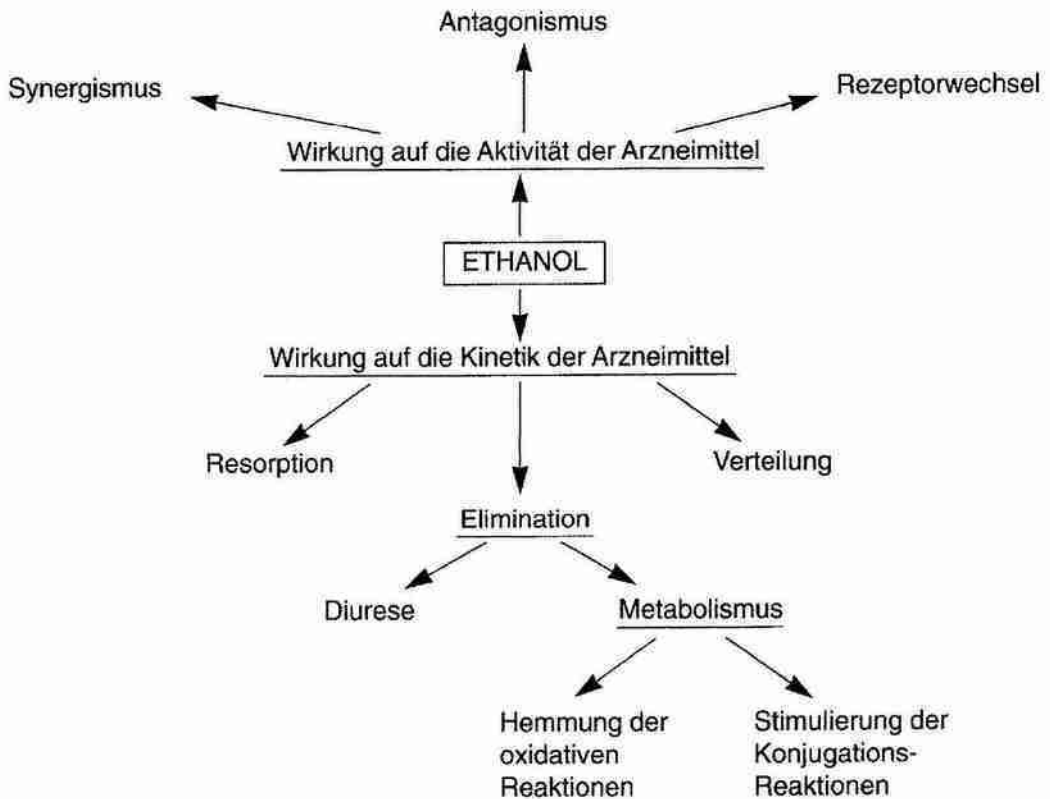 Antagonismus
Synergismus
Rezeptorwechsel
Wirkung auf die Aktivität der Arzneimittel
ETHANOL
Wirkung auf die Kinetik der Arzneimittel
Resorption
Verteilung
Elimination
Diurese
Metabolismus
Hemmung der
oxidativen
Reaktionen
Stimulierung der
Konjugations-
Reaktionen